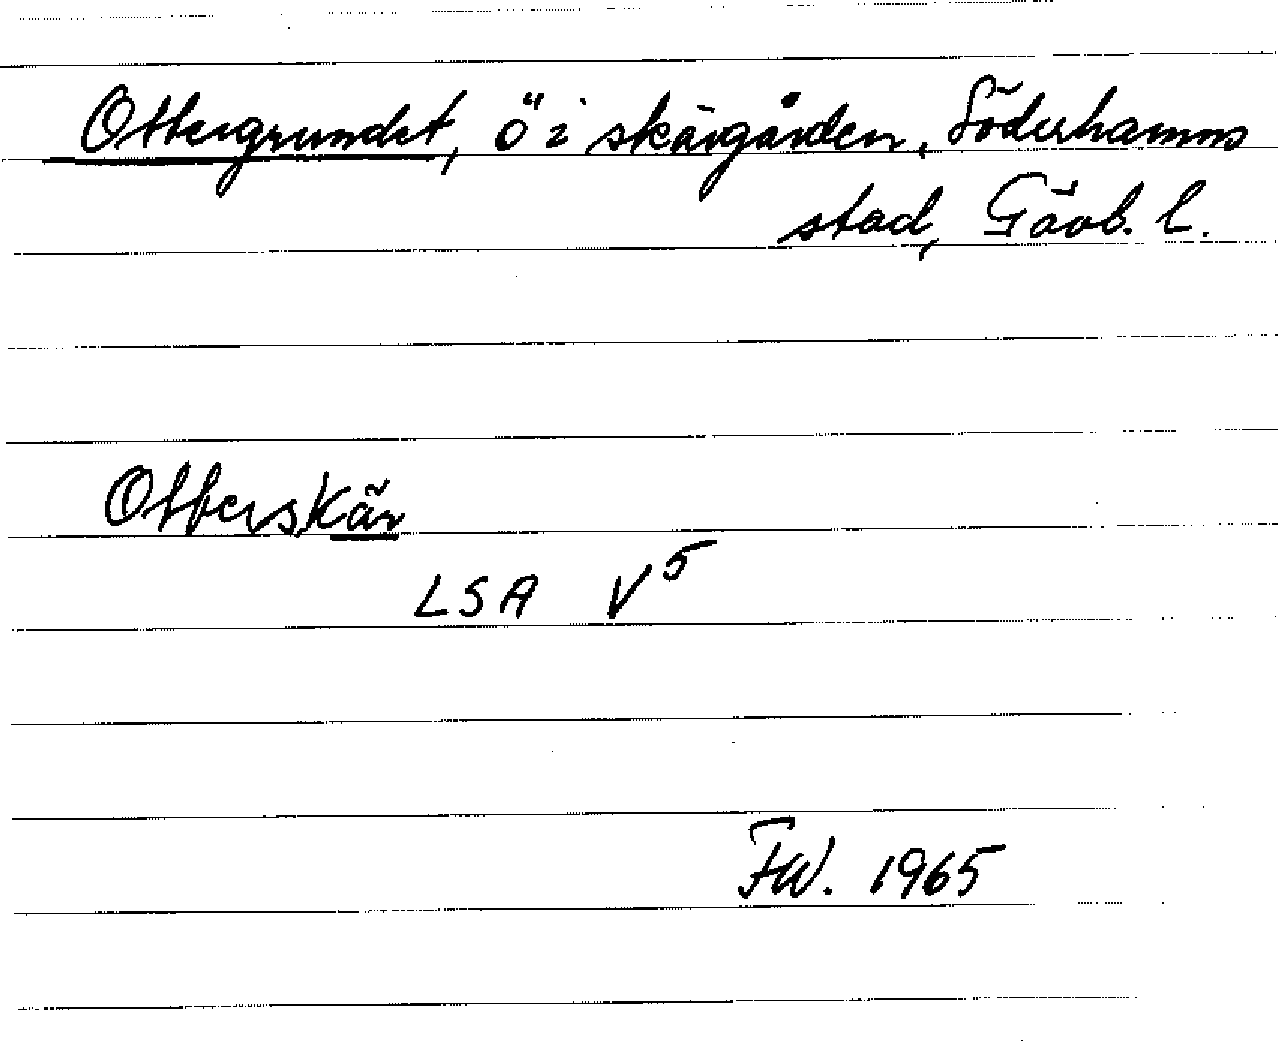 Ottergrundet, ö i skärgården, Söderhamns
stad, Gävl. l.
Otterskär
LSA V5
FW. 1965